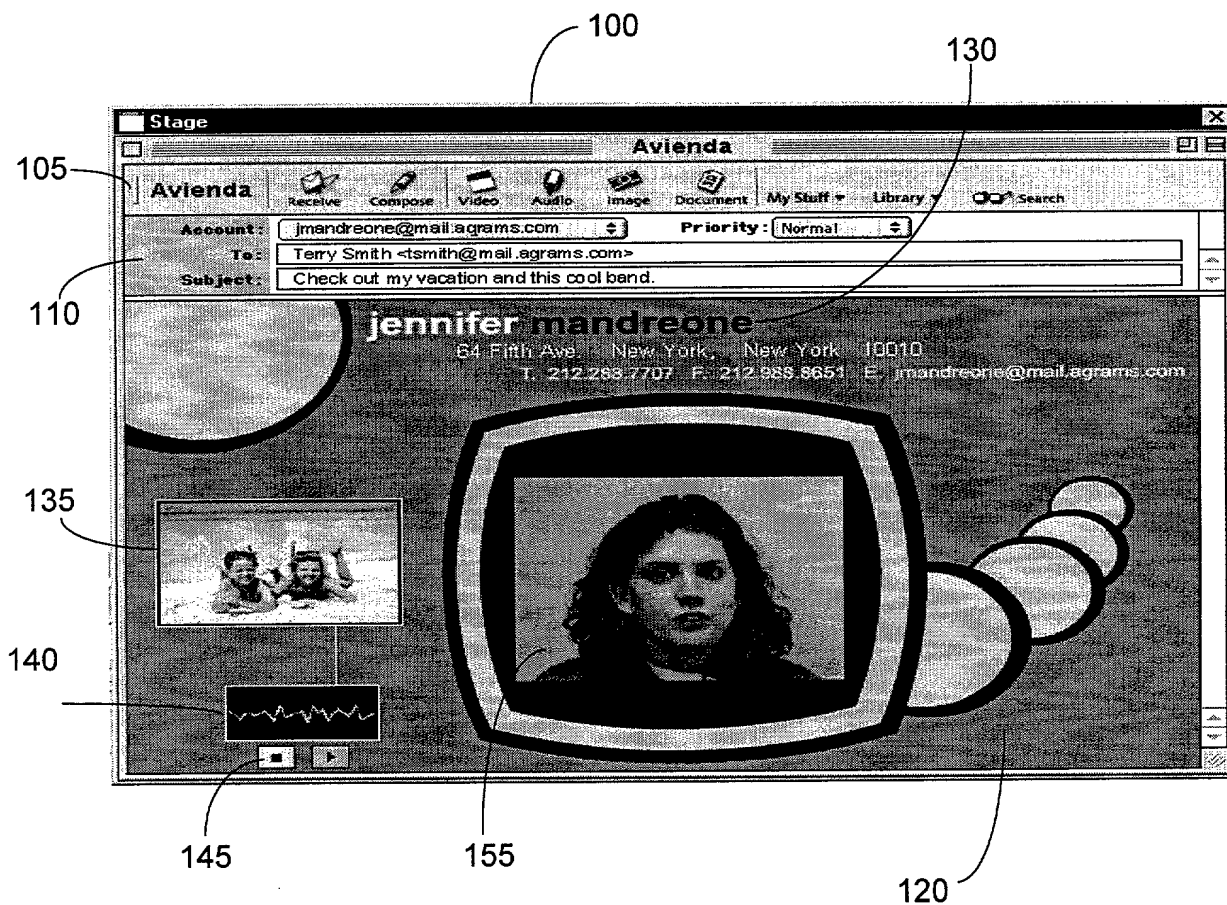 100
130
Stage
Avienda
105
Avienda Receive Compose Video Audio Image Document My Stuff Library Search
Account: jmandreone@mail.agrams.com Priority: Normal
To: Terry Smith <tsmith@mail.agrams.com>
Subject: Check out my vacation and this cool band.
110
jennifer mandreone
64 Fifth Ave. New York, New York 10010
T. 212.288.7707 F. 212.988.8651 E. jmandreone@mail.agrams.com
135
140
145
155
120